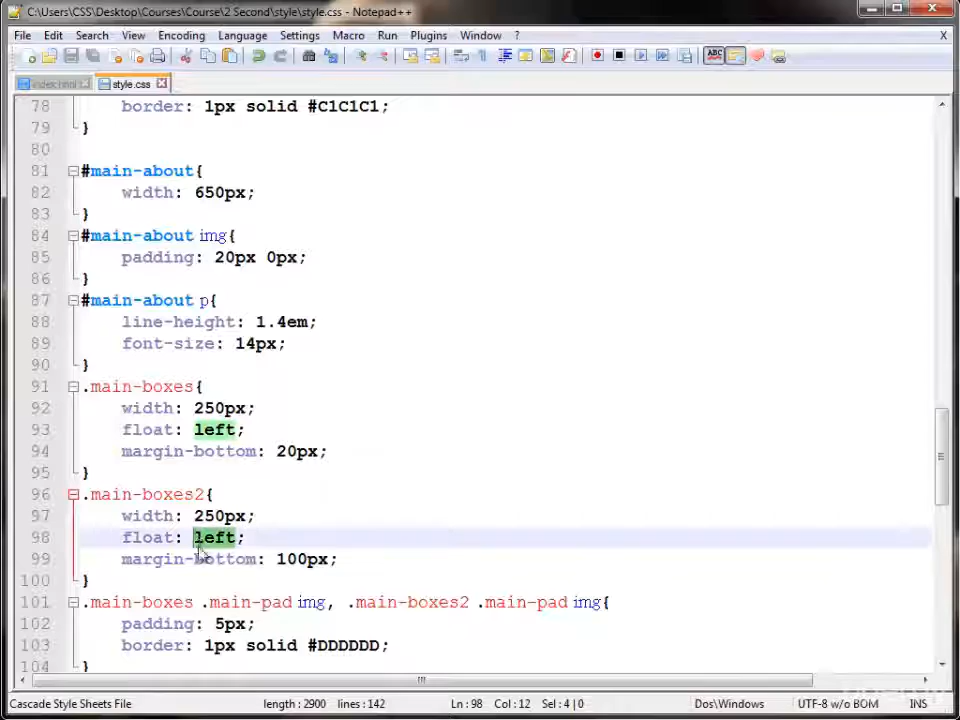 C:\Users\CSS\Desktop\Courses\Course\2 Second\style\style.css - Notepad++
File Edit Search View Encoding Language Settings Macro Run Plugins Window ? X
index.html style.css
78 border: 1px solid #C1C1C1;
79 }
80
81 #main-about{
82 width: 650px;
83 }
84 #main-about img{
85 padding: 20px 0px;
86 }
87 #main-about p{
88 line-height: 1.4em;
89 font-size: 14px;
90 }
91 .main-boxes{
92 width: 250px;
93 float: left;
94 margin-bottom: 20px;
95 }
96 .main-boxes2{
97 width: 250px;
98 float: left;
99 margin-bottom: 100px;
100 }
101 .main-boxes .main-pad img, .main-boxes2 .main-pad img{
102 padding: 5px;
103 border: 1px solid #DDDDDD;
104 }
Cascade Style Sheets File length : 2900 lines : 142 Ln : 98 Col : 12 Sel : 4 | 0 Dos\Windows UTF-8 w/o BOM INS